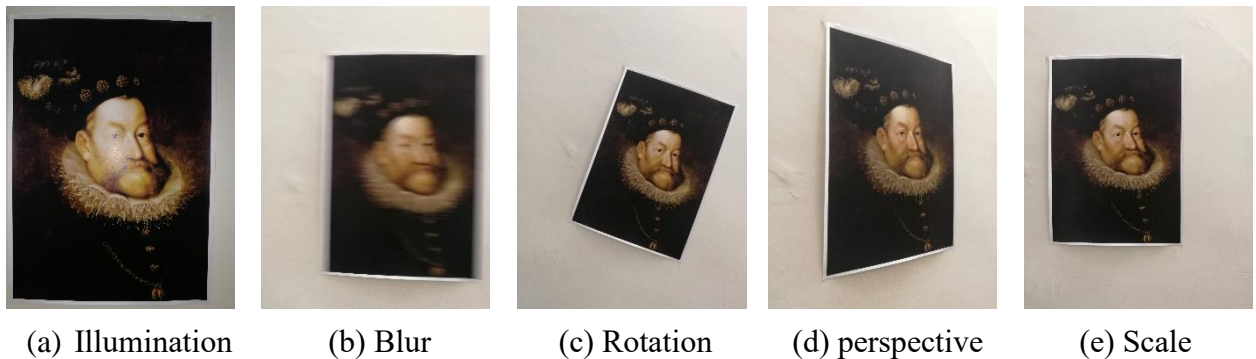 (a) Illumination
(b) Blur
(c) Rotation
(d) perspective
(e) Scale